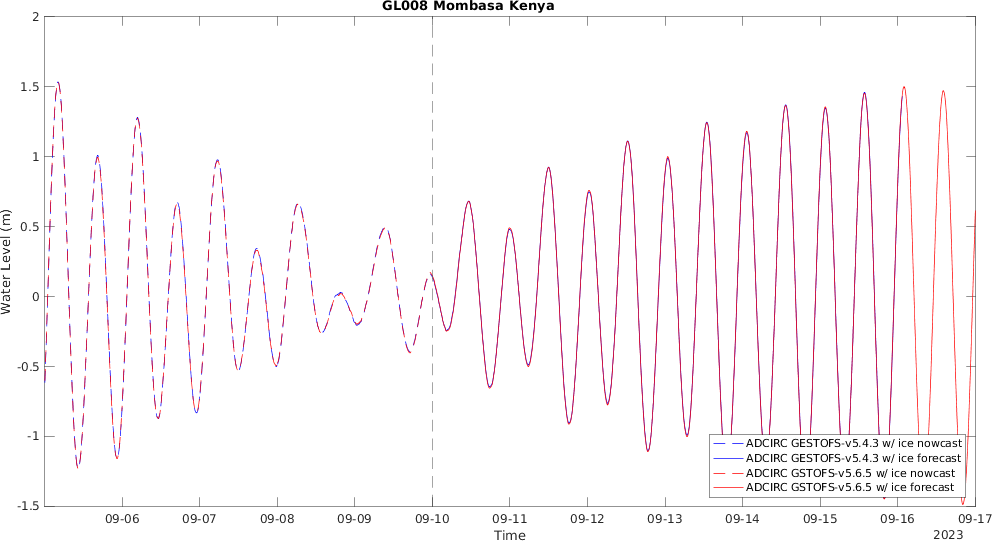 GL008 Mombasa Kenya
2
1.5
1
0.5
0
-0.5
-1
-1.5
Water Level (m)
ADCIRC GESTOFS-v5.4.3 w/ ice nowcast
ADCIRC GESTOFS-v5.4.3 w/ ice forecast
ADCIRC GSTOFS-v5.6.5 w/ ice nowcast
ADCIRC GSTOFS-v5.6.5 w/ ice forecast
09-06 09-07 09-08 09-09 09-10 09-11 09-12 09-13 09-14 09-15 09-16 09-17
Time
2023